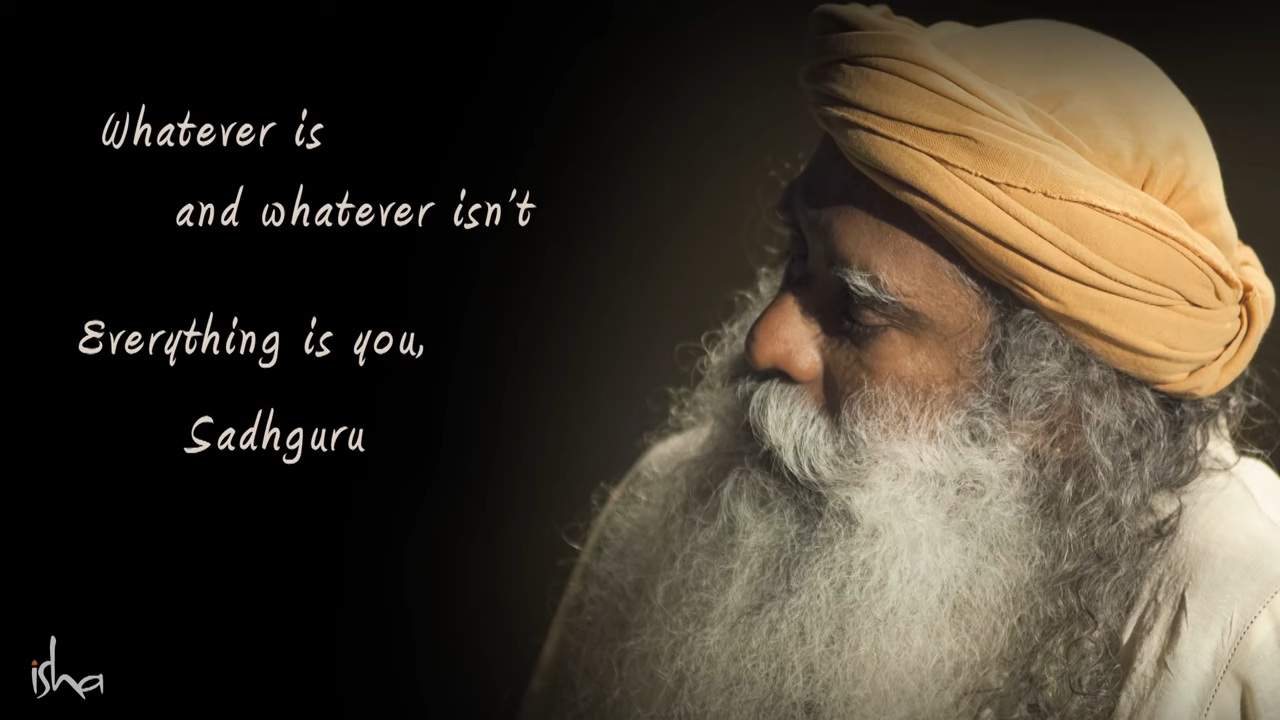 Whatever is
and whatever isn't
Everything is you,
Sadhguru
isha